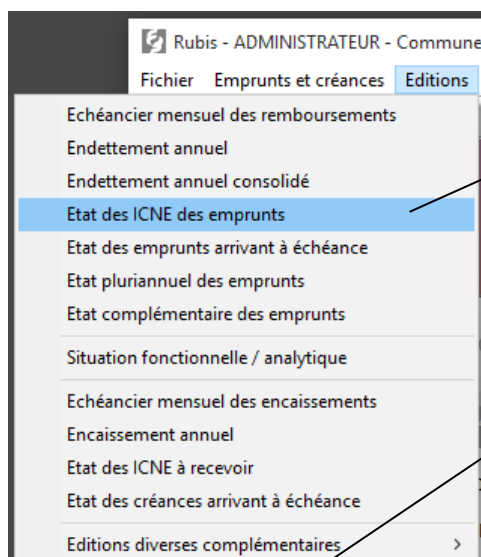 Rubis - ADMINISTRATEUR - Commune
Fichier Emprunts et créances Editions
Echéancier mensuel des remboursements
Endettement annuel
Endettement annuel consolidé
Etat des ICNE des emprunts
Etat des emprunts arrivant à échéance
Etat pluriannuel des emprunts
Etat complémentaire des emprunts
Situation fonctionnelle / analytique
Echéancier mensuel des encaissements
Encaissement annuel
Etat des ICNE à recevoir
Etat des créances arrivant à échéance
Editions diverses complémentaires